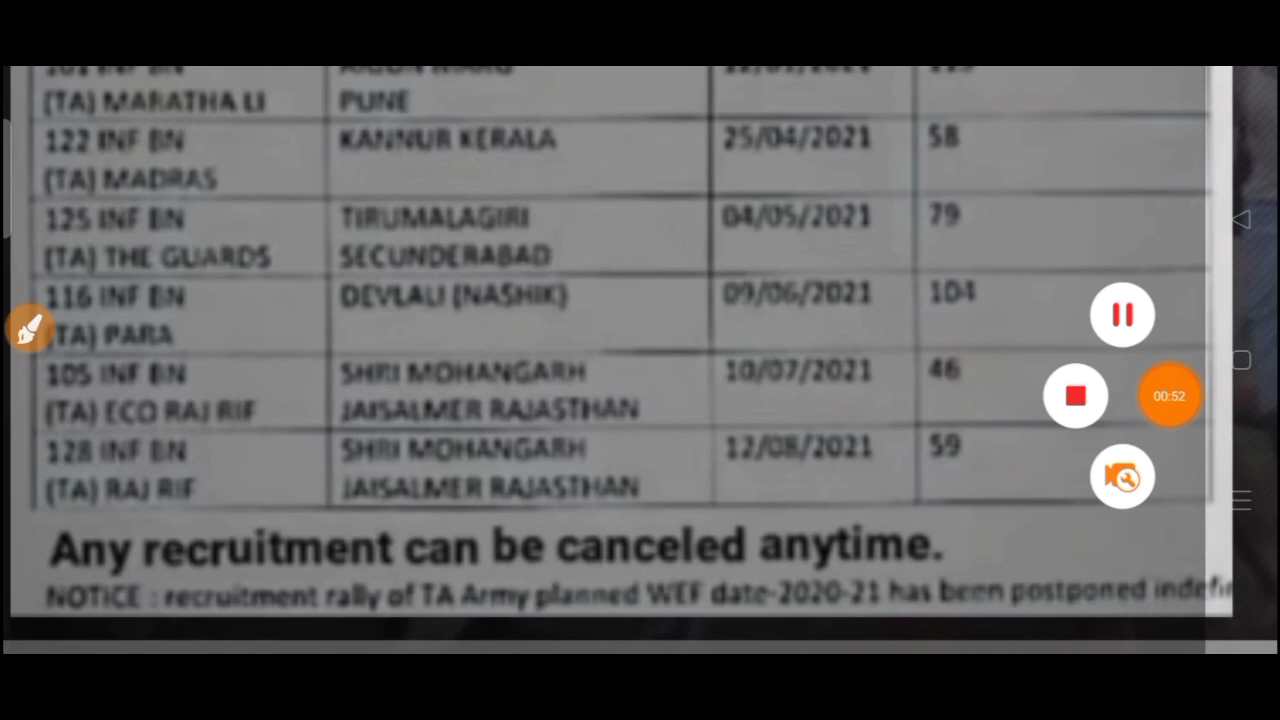 (TA) MARATHA LI PUNE
122 INF BN KANNUR KERALA 25/04/2021 58
(TA) MADRAS
125 INF BN TIRUMALAGIRI 04/05/2021 79
(TA) THE GUARDS SECUNDERABAD
116 INF BN DEVLALI (NASHIK) 09/06/2021 104
(TA) PARA
105 INF BN SHRI MOHANGARH 10/07/2021 46
(TA) ECO RAJ RIF JAISALMER RAJASTHAN
128 INF BN SHRI MOHANGARH 12/08/2021 59
(TA) RAJ RIF JAISALMER RAJASTHAN
Any recruitment can be canceled anytime.
NOTICE : recruitment rally of TA Army planned WEF date-2020-21 has been postponed
00:52